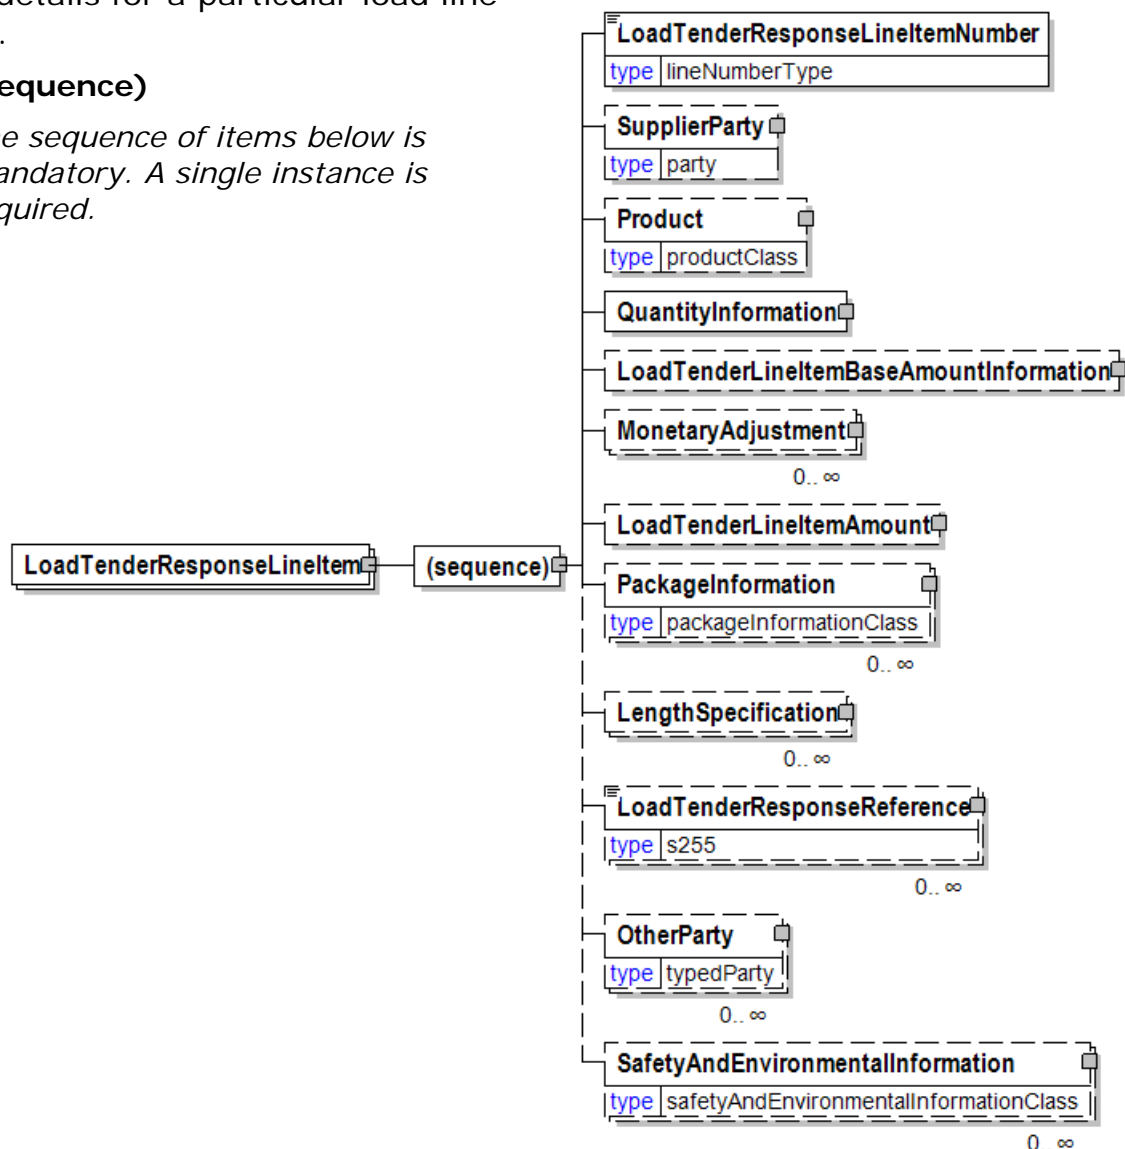 details for a particular load line
.
equence)
he sequence of items below is
andatory. A single instance is
quired.
LoadTenderResponseLineItem
(sequence)
LoadTenderResponseLineItemNumber
type lineNumberType
SupplierParty
type party
Product
type productClass
QuantityInformation
LoadTenderLineItemBaseAmountInformation
MonetaryAdjustment
0.. ∞
LoadTenderLineItemAmount
PackageInformation
type packageInformationClass
0.. ∞
LengthSpecification
0.. ∞
LoadTenderResponseReference
type s255
0.. ∞
OtherParty
type typedParty
0.. ∞
SafetyAndEnvironmentalInformation
type safetyAndEnvironmentalInformationClass
0.. ∞